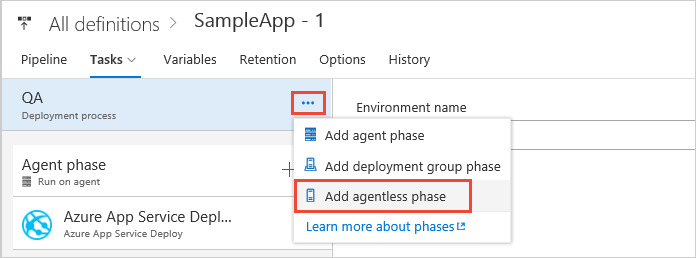 All definitions > SampleApp - 1
Pipeline Tasks Variables Retention Options History
QA
Deployment process
...
Environment name
Add agent phase
Add deployment group phase
Add agentless phase
Learn more about phases
Agent phase
Run on agent
+
Azure App Service Depl...
Azure App Service Deploy